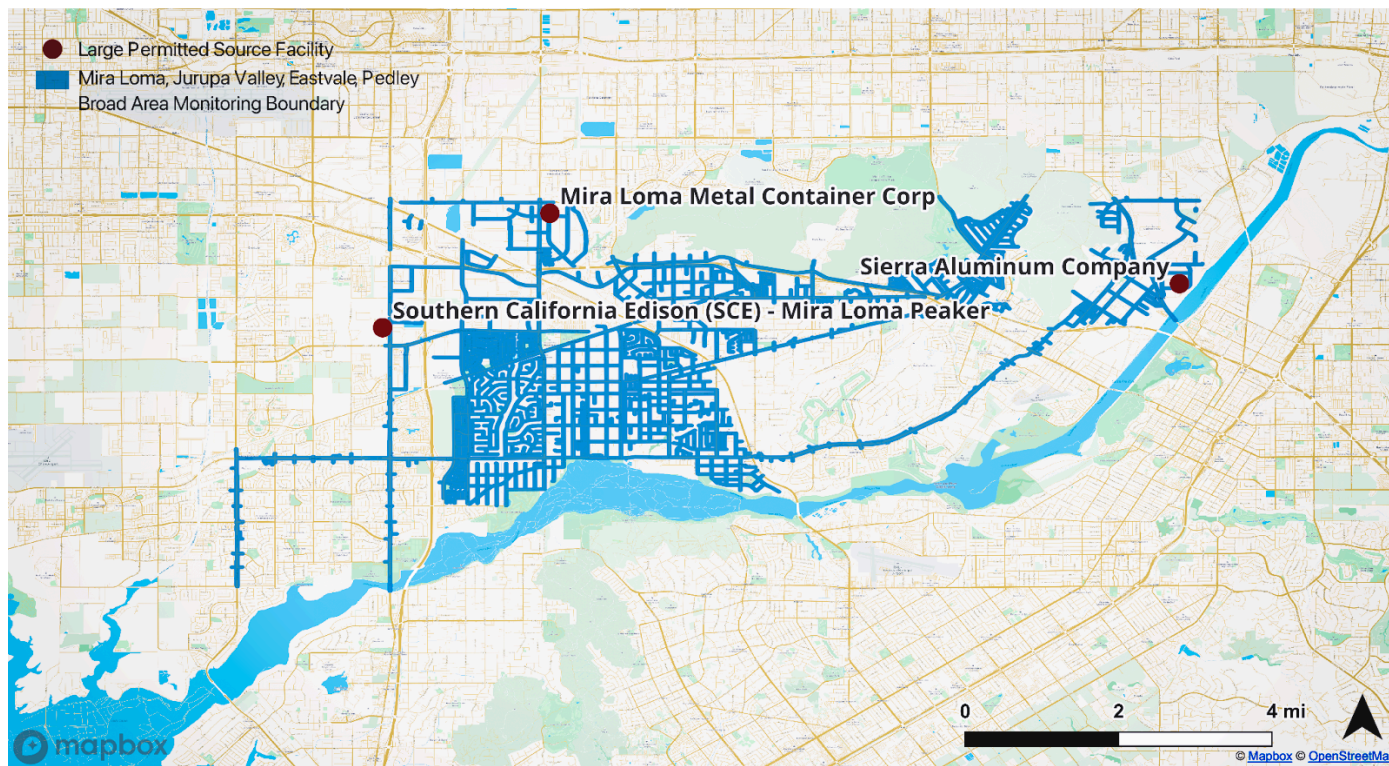 Large Permitted Source Facility
Mira Loma, Jurupa Valley, Eastvale, Pedley
Broad Area Monitoring Boundary
Mira Loma Metal Container Corp
Sierra Aluminum Company
Southern California Edison (SCE) - Mira Loma Peaker
0 2 4 mi
mapbox
© Mapbox © OpenStreetMa